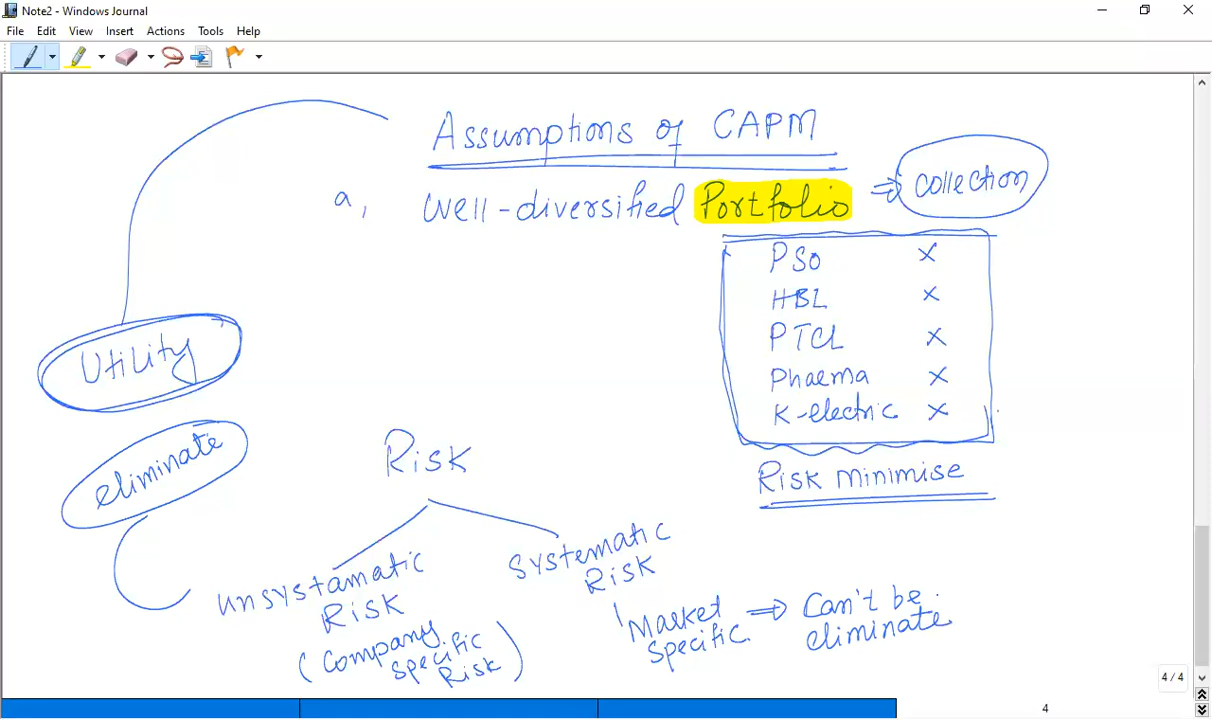 Note2 - Windows Journal
File Edit View Insert Actions Tools Help
Assumptions of CAPM
a, Well-diversified Portfolio ⇒ collection
PSO ×
HBL ×
PTCL ×
Phaema ×
K-electric ×
Risk minimise
Utility
eliminate
Risk
Unsystamatic Risk
(Company specific Risk)
Systematic Risk
Market specific ⇒ Can't be eliminate
4 / 4
4